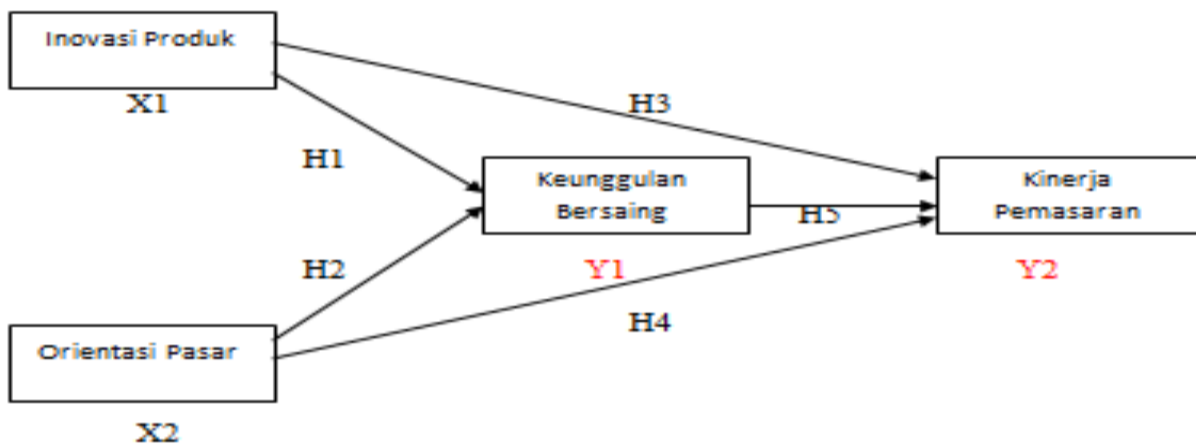 Inovasi Produk
X1
H3
H1
Keunggulan
Bersaing
Kinerja
Pemasaran
H5
H2
Y1
Y2
H4
Orientasi Pasar
X2